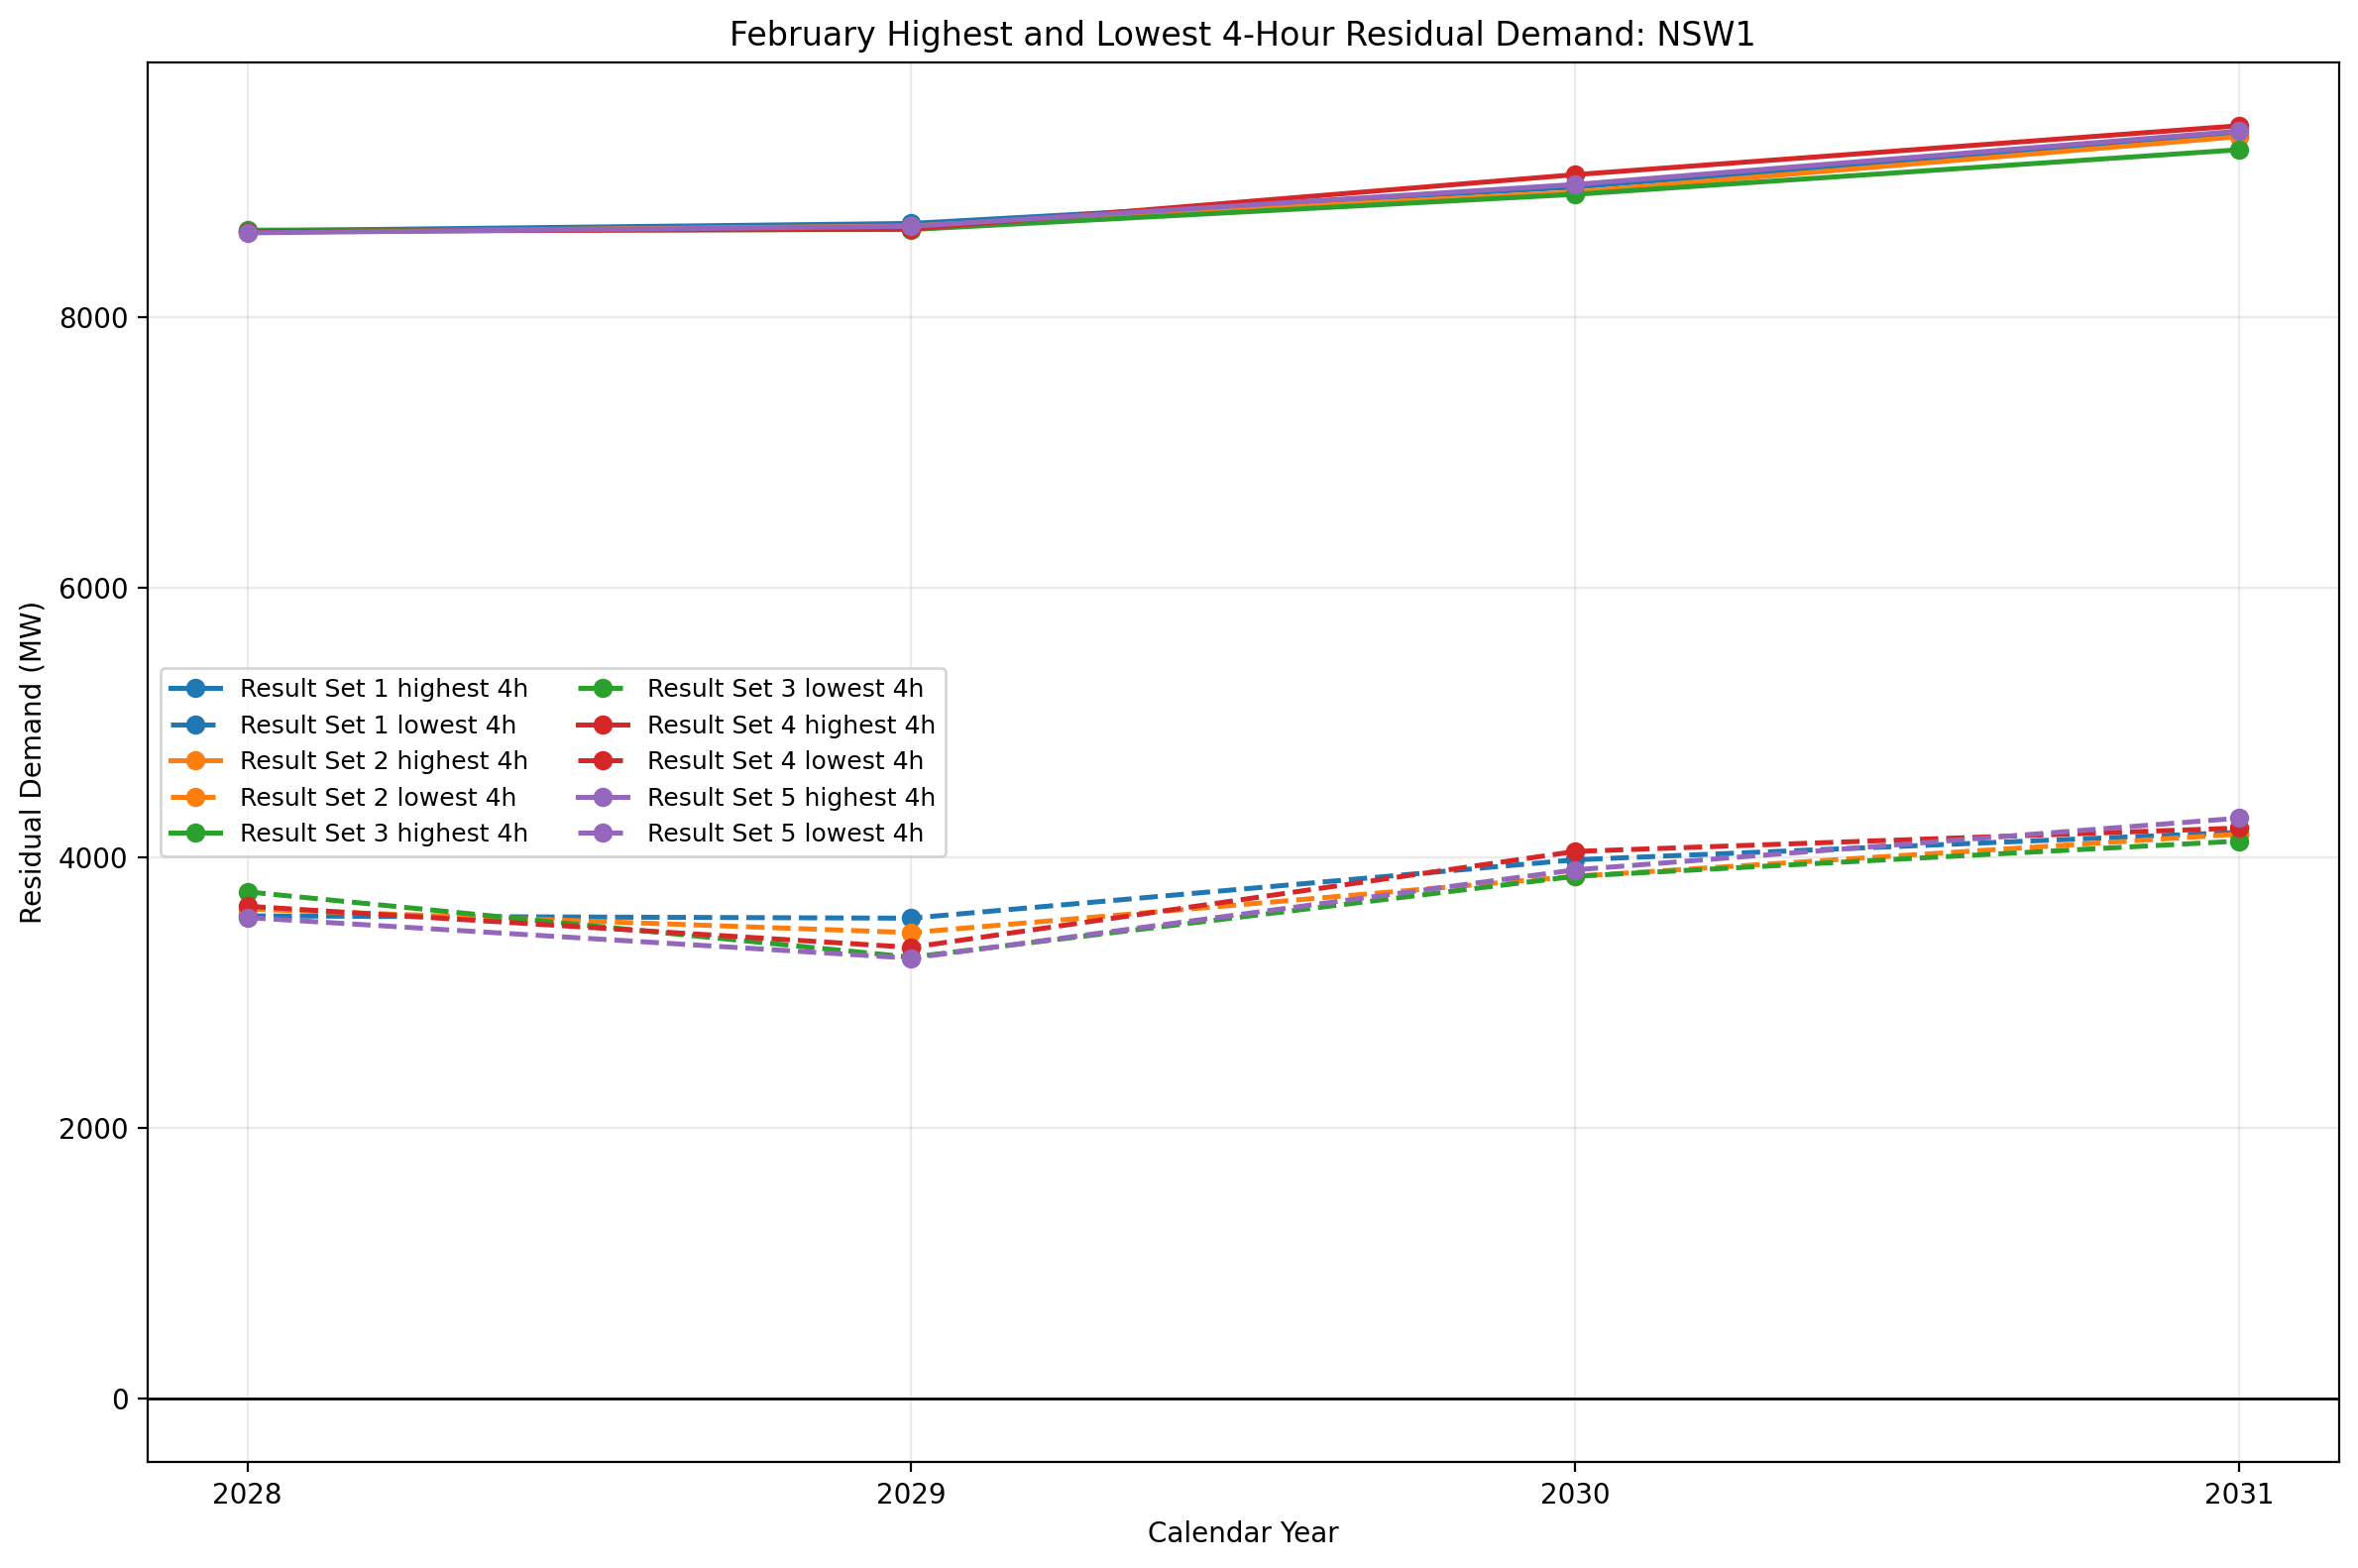 February Highest and Lowest 4-Hour Residual Demand: NSW1
Residual Demand (MW)
8000
6000
4000
2000
0
Result Set 1 highest 4h
Result Set 1 lowest 4h
Result Set 2 highest 4h
Result Set 2 lowest 4h
Result Set 3 highest 4h
Result Set 3 lowest 4h
Result Set 4 highest 4h
Result Set 4 lowest 4h
Result Set 5 highest 4h
Result Set 5 lowest 4h
2028 2029 2030 2031
Calendar Year